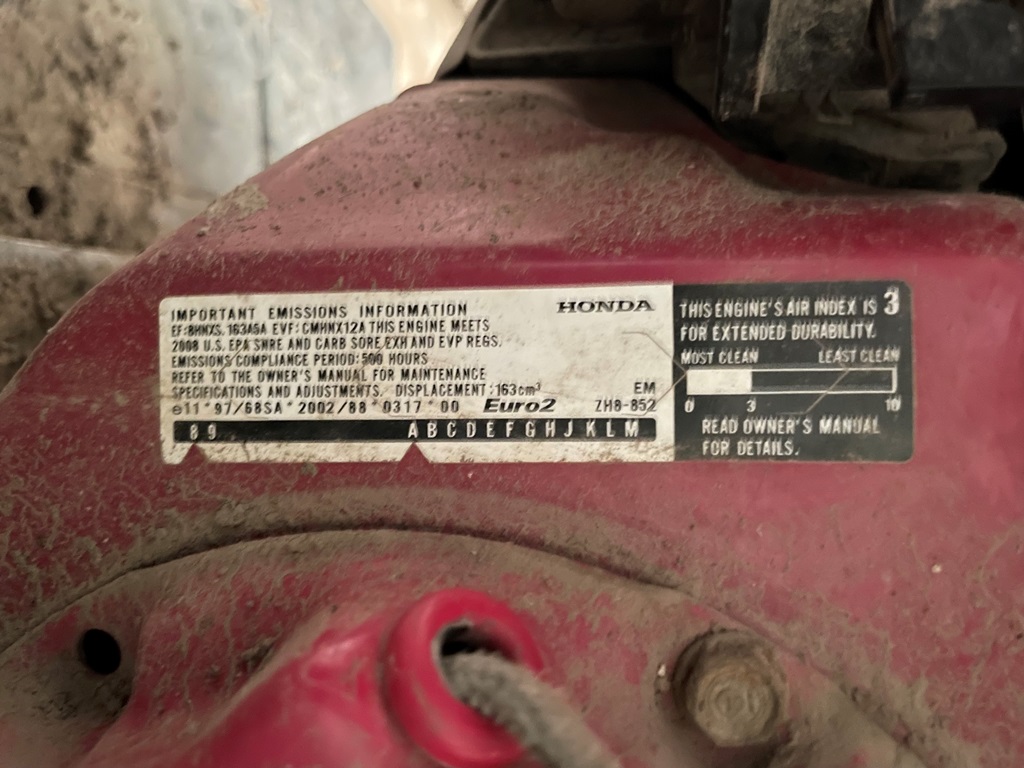 IMPORTANT EMISSIONS INFORMATION HONDA
EF:8HNXS.163A5A EVF:CMHNX12A THIS ENGINE MEETS
2008 U.S. EPA SNRE AND CARB SORE EXH AND EVP REGS.
EMISSIONS COMPLIANCE PERIOD:500 HOURS
REFER TO THE OWNER'S MANUAL FOR MAINTENANCE
SPECIFICATIONS AND ADJUSTMENTS. DISPLACEMENT:163cm³ EM
e11*97/68SA*2002/88*0317*00 Euro2 ZH8-852
8 9 A B C D E F G H J K L M
THIS ENGINE'S AIR INDEX IS 3
FOR EXTENDED DURABILITY.
MOST CLEAN LEAST CLEAN
0 3 10
READ OWNER'S MANUAL
FOR DETAILS.